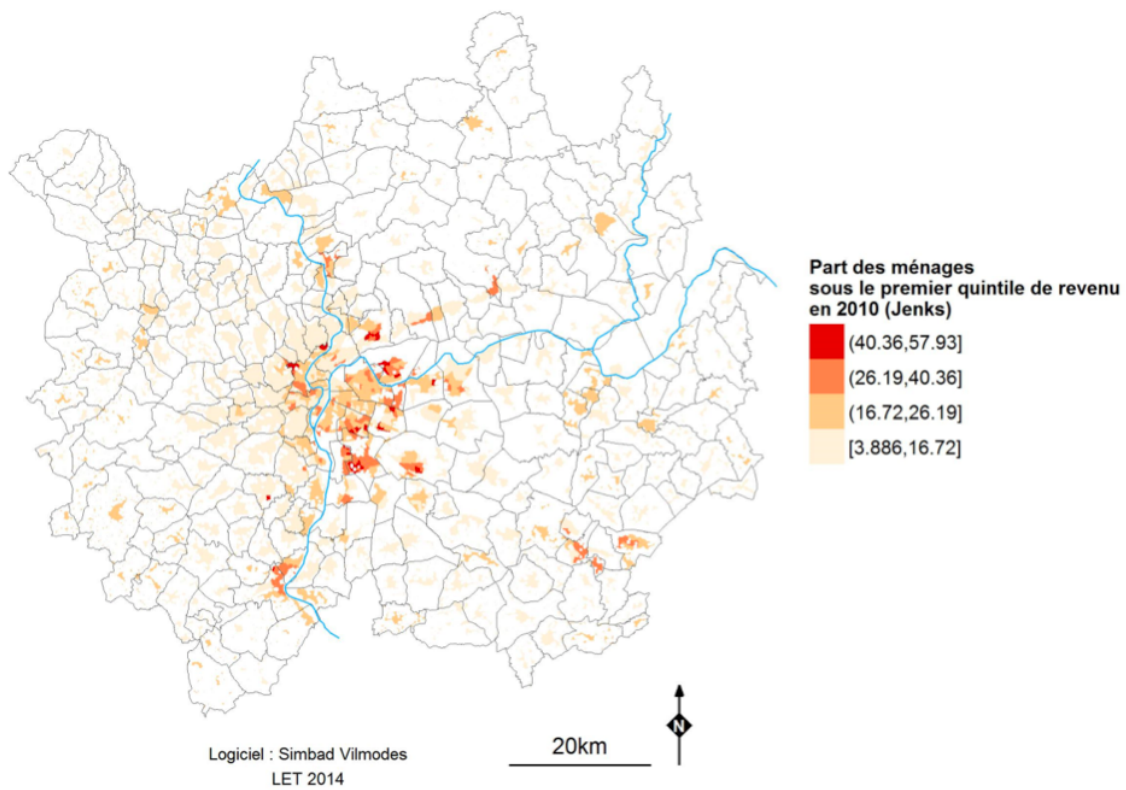 Part des ménages
sous le premier quintile de revenu
en 2010 (Jenks)
(40.36,57.93]
(26.19,40.36]
(16.72,26.19]
[3.886,16.72]
N
20km
Logiciel : Simbad Vilmodes
LET 2014